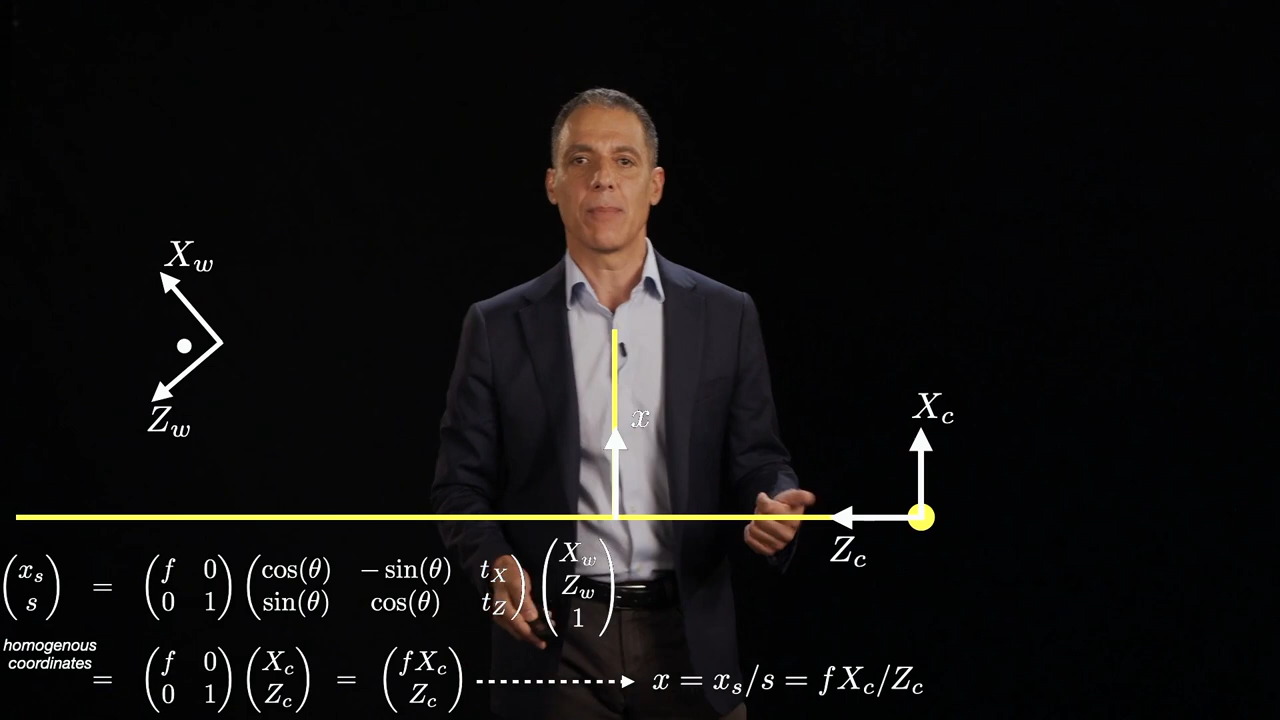 X_w
Z_w
x
X_c
Z_c
(x_s s) = (f 0 0 1) (cos(θ) −sin(θ) t_X sin(θ) cos(θ) t_Z) (X_w Z_w 1)
homogenous
coordinates
= (f 0 0 1) (X_c Z_c) = (fX_c Z_c) x = x_s/s = fX_c/Z_c